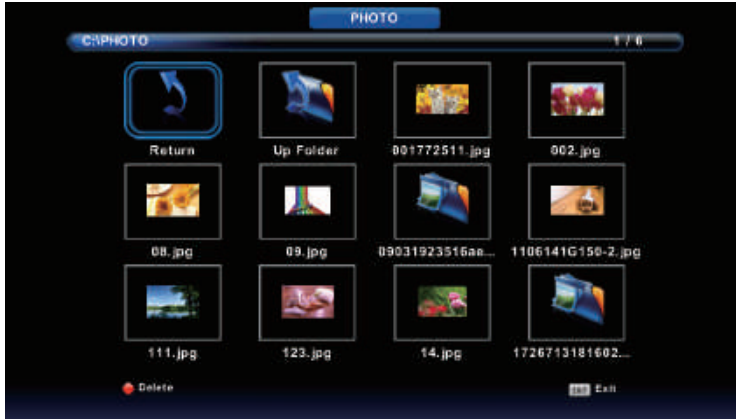 PHOTO
C:\PHOTO 1 / 6
Return Up Folder 001772511.jpg 002.jpg
08.jpg 09.jpg 09031923516ae... 1106141G150-2.jpg
111.jpg 123.jpg 14.jpg 1726713181602...
Delete Exit